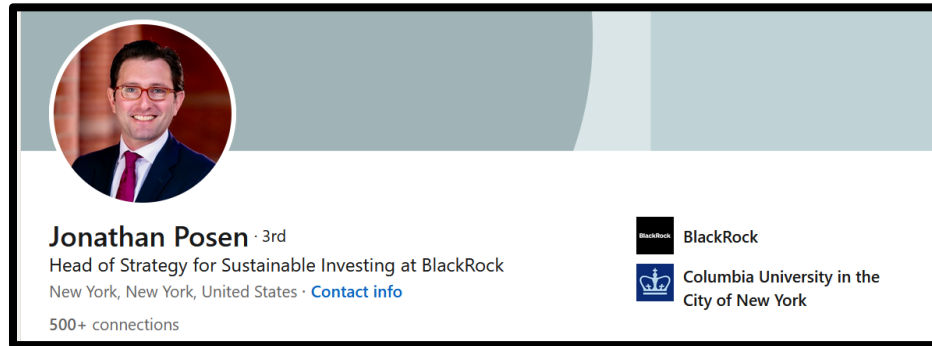 Jonathan Posen · 3rd
Head of Strategy for Sustainable Investing at BlackRock
New York, New York, United States · Contact info
500+ connections
BlackRock
BlackRock
Columbia University in the
City of New York